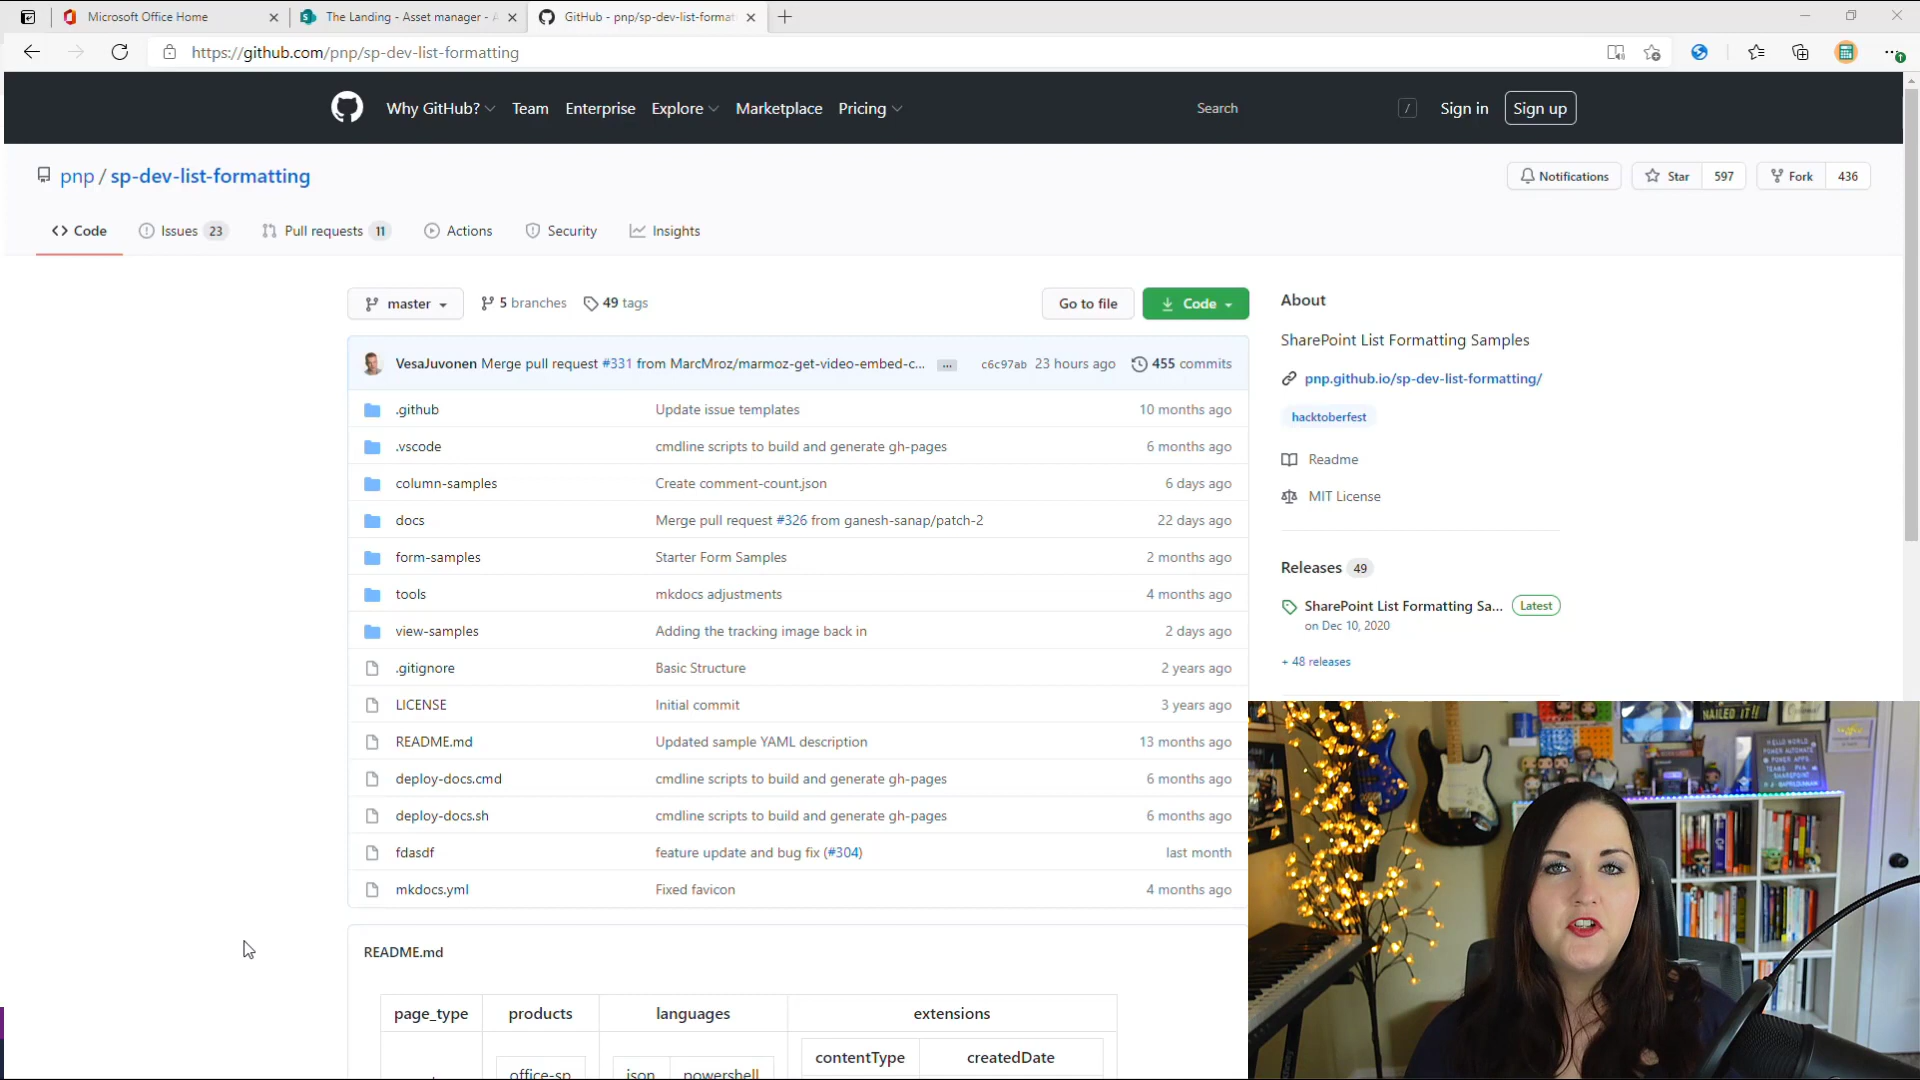 Microsoft Office Home
The Landing - Asset manager - A
GitHub - pnp/sp-dev-list-format
https://github.com/pnp/sp-dev-list-formatting
Why GitHub? Team Enterprise Explore Marketplace Pricing Search / Sign in Sign up
pnp / sp-dev-list-formatting
Notifications Star 597 Fork 436
<> Code Issues 23 Pull requests 11 Actions Security Insights
master 5 branches 49 tags Go to file Code
VesaJuvonen Merge pull request #331 from MarcMroz/marmoz-get-video-embed-c... ... c6c97ab 23 hours ago 455 commits
.github Update issue templates 10 months ago
.vscode cmdline scripts to build and generate gh-pages 6 months ago
column-samples Create comment-count.json 6 days ago
docs Merge pull request #326 from ganesh-sanap/patch-2 22 days ago
form-samples Starter Form Samples 2 months ago
tools mkdocs adjustments 4 months ago
view-samples Adding the tracking image back in 2 days ago
.gitignore Basic Structure 2 years ago
LICENSE Initial commit 3 years ago
README.md Updated sample YAML description 13 months ago
deploy-docs.cmd cmdline scripts to build and generate gh-pages 6 months ago
deploy-docs.sh cmdline scripts to build and generate gh-pages 6 months ago
fdasdf feature update and bug fix (#304) last month
mkdocs.yml Fixed favicon 4 months ago
README.md
page_type products languages extensions
contentType createdDate
office-sp json powershell
About
SharePoint List Formatting Samples
pnp.github.io/sp-dev-list-formatting/
hacktoberfest
Readme
MIT License
Releases 49
SharePoint List Formatting Sa... Latest
on Dec 10, 2020
+ 48 releases
NAILED IT!!
HELLO WORLD
POWER AUTOMATE
POWER APPS
SHAREPOINT